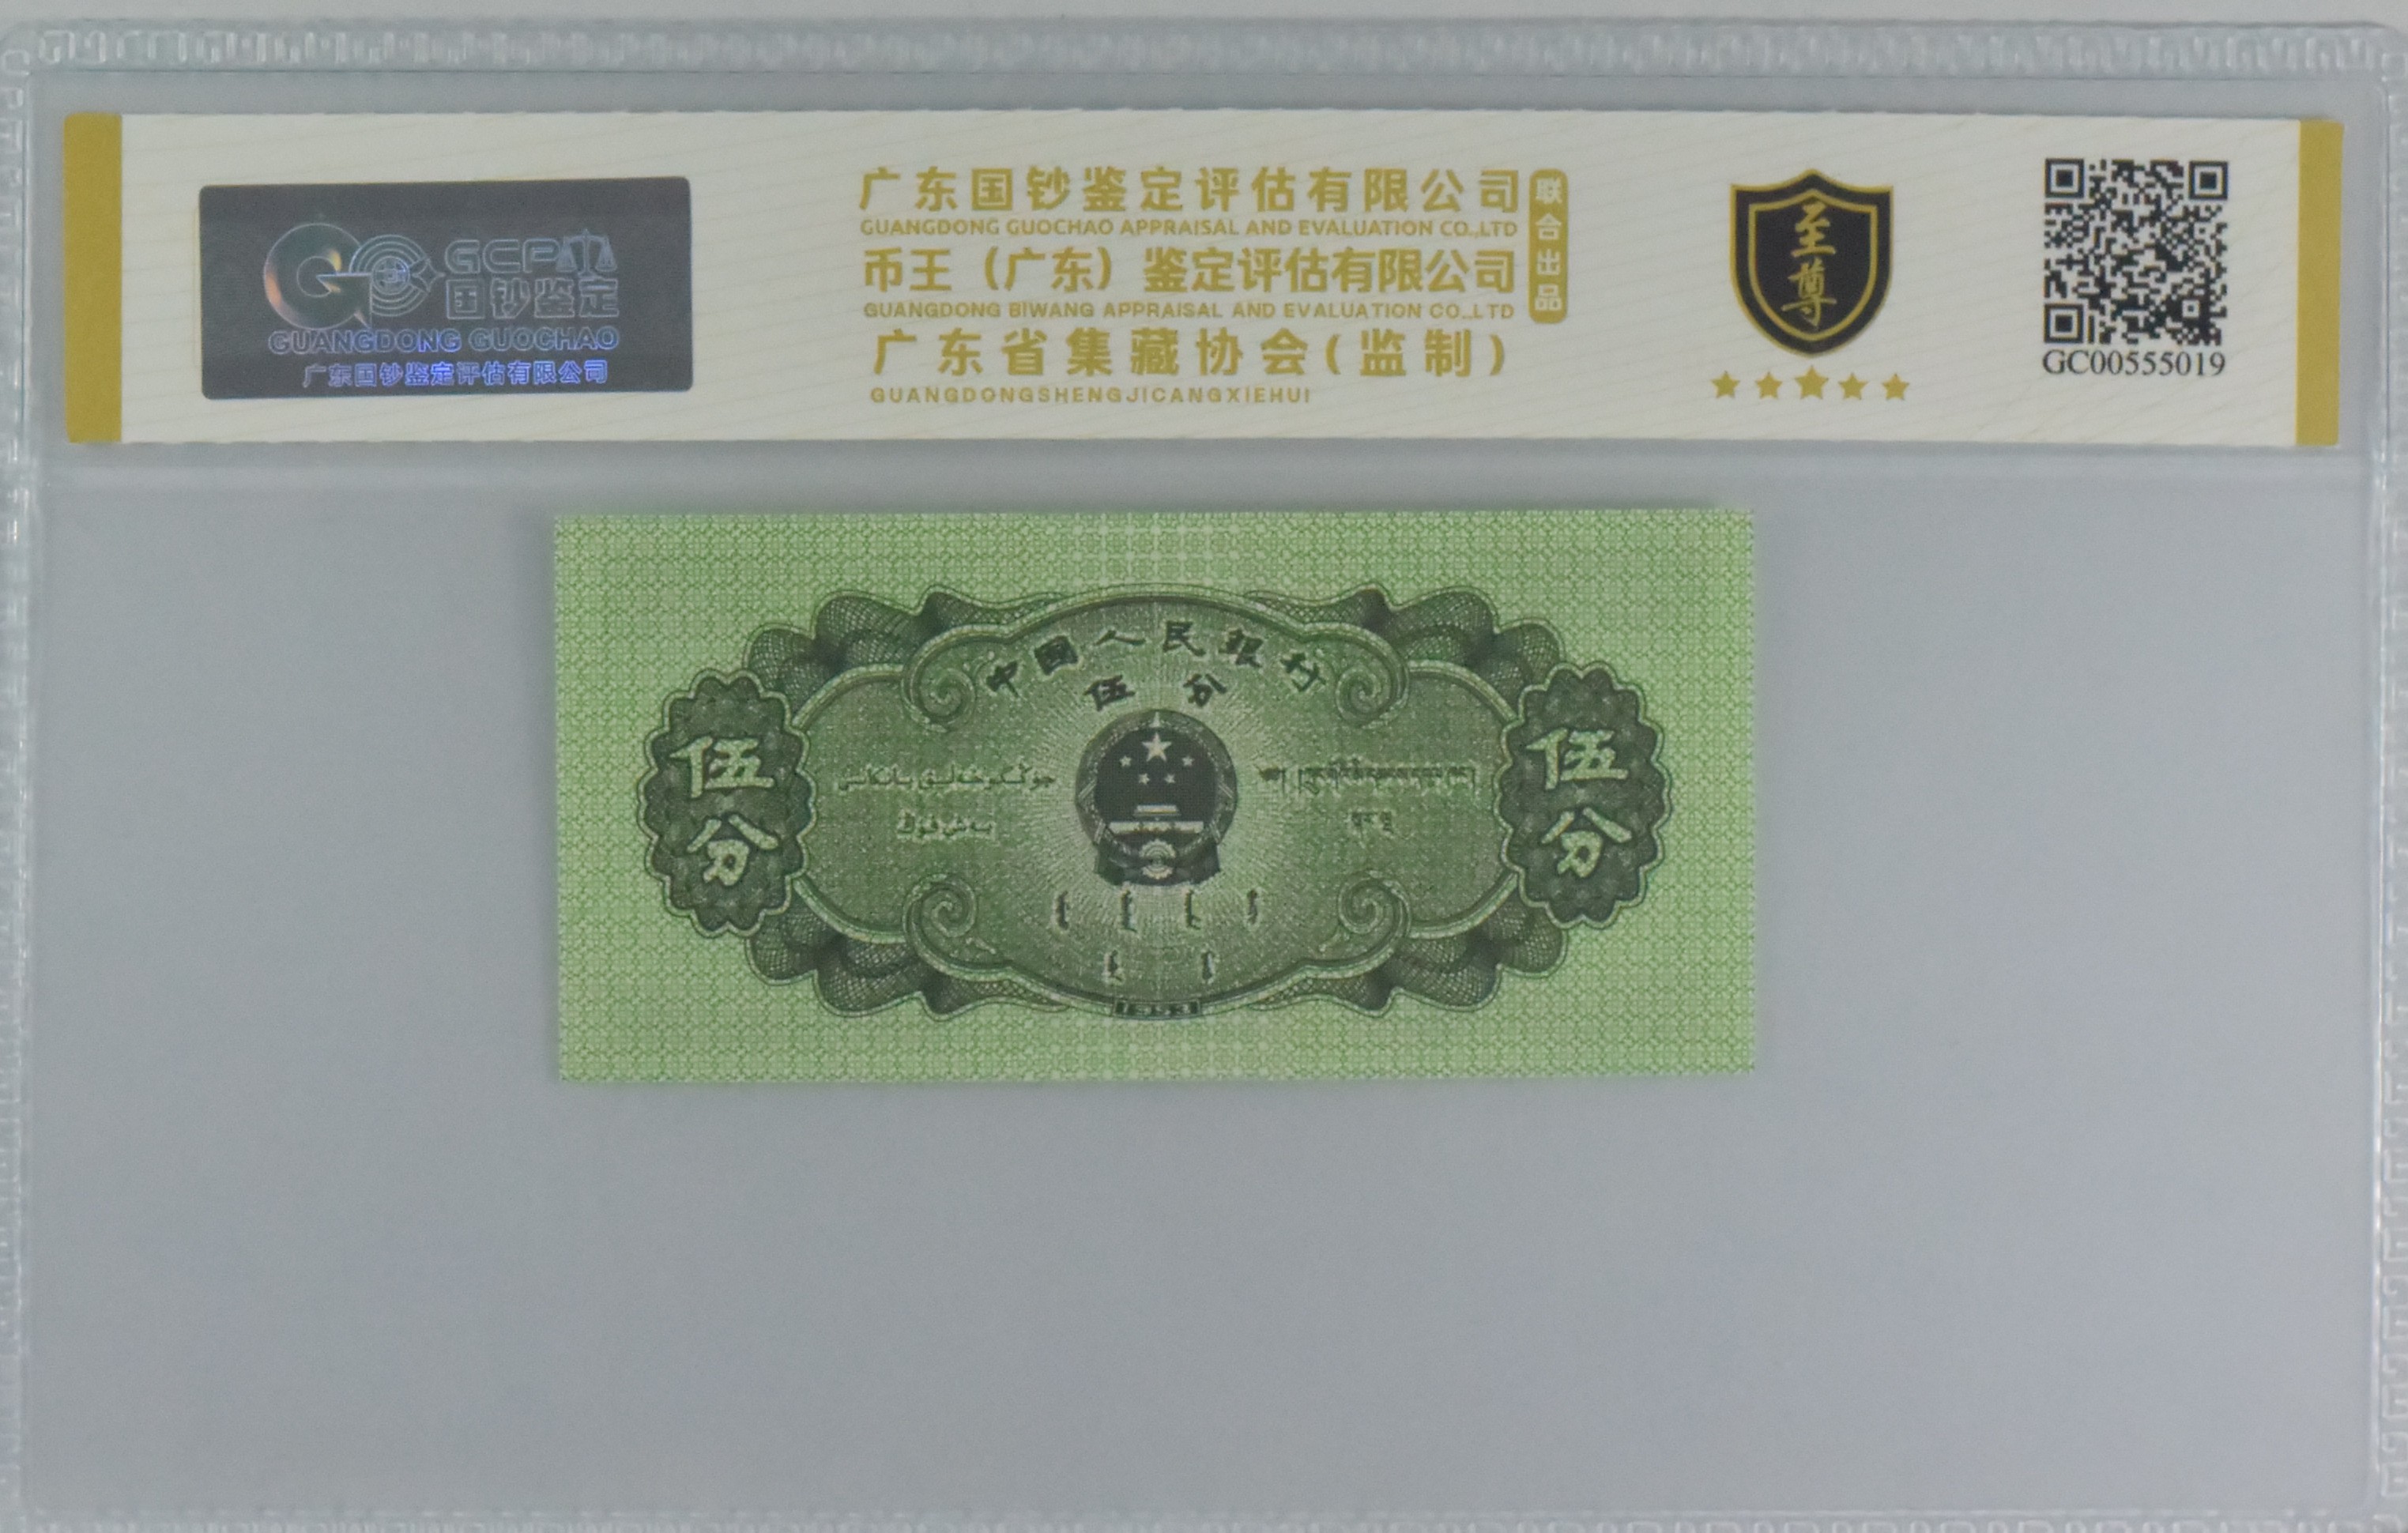 GCP
国钞鉴定
GUANGDONG GUOCHAO
广东国钞鉴定评估有限公司
广东国钞鉴定评估有限公司
GUANGDONG GUOCHAO APPRAISAL AND EVALUATION CO.,LTD
币王（广东）鉴定评估有限公司
GUANGDONG BIWANG APPRAISAL AND EVALUATION CO.,LTD
广东省集藏协会(监制)
GUANGDONGSHENGJICANGXIEHUI
联合出品
至尊
GC00555019
中国人民银行
伍分
伍分
伍分
1953